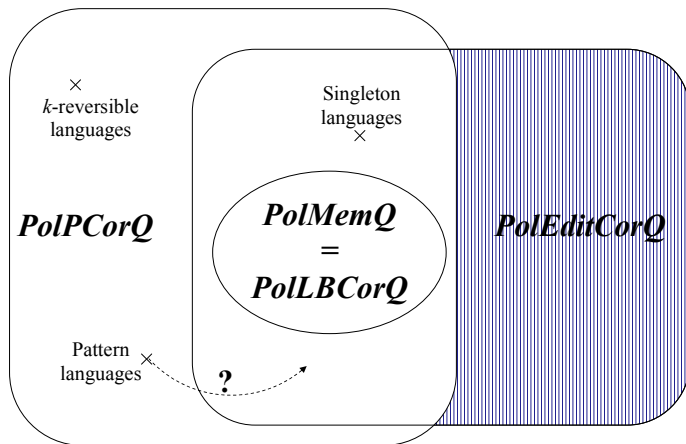 k-reversible
languages
Singleton
languages
PolPCorQ
PolMemQ
=
PolLBCorQ
PolEditCorQ
Pattern
languages
?